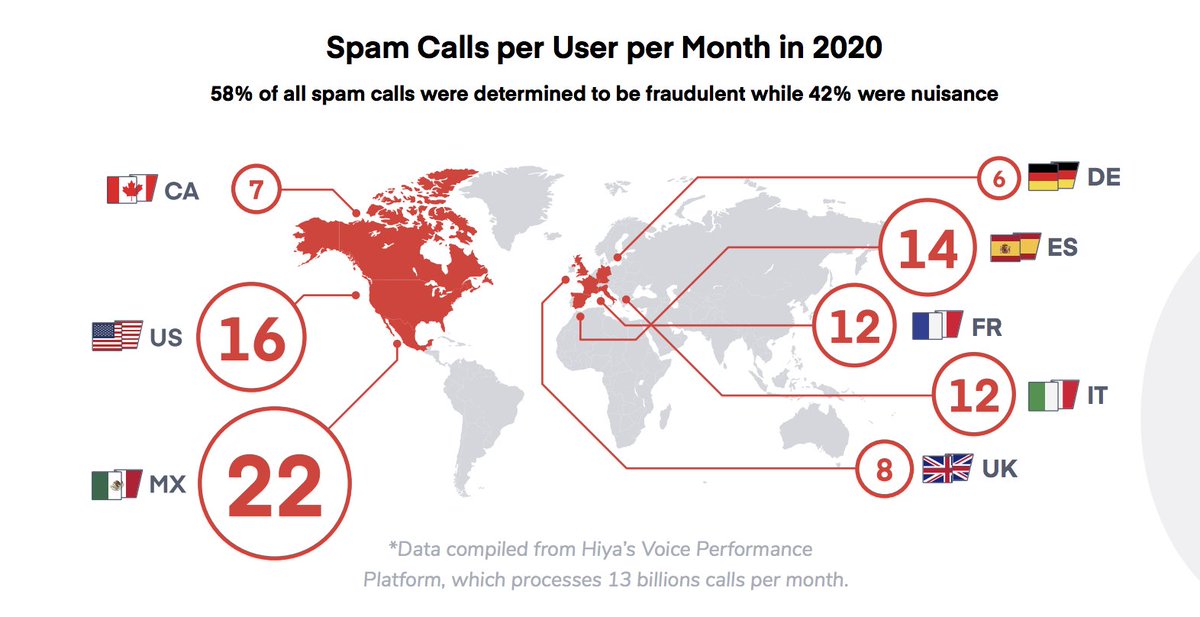 Spam Calls per User per Month in 2020
58% of all spam calls were determined to be fraudulent while 42% were nuisance
CA 7
US 16
MX 22
6 DE
14 ES
12 FR
12 IT
8 UK
*Data compiled from Hiya's Voice Performance
Platform, which processes 13 billions calls per month.